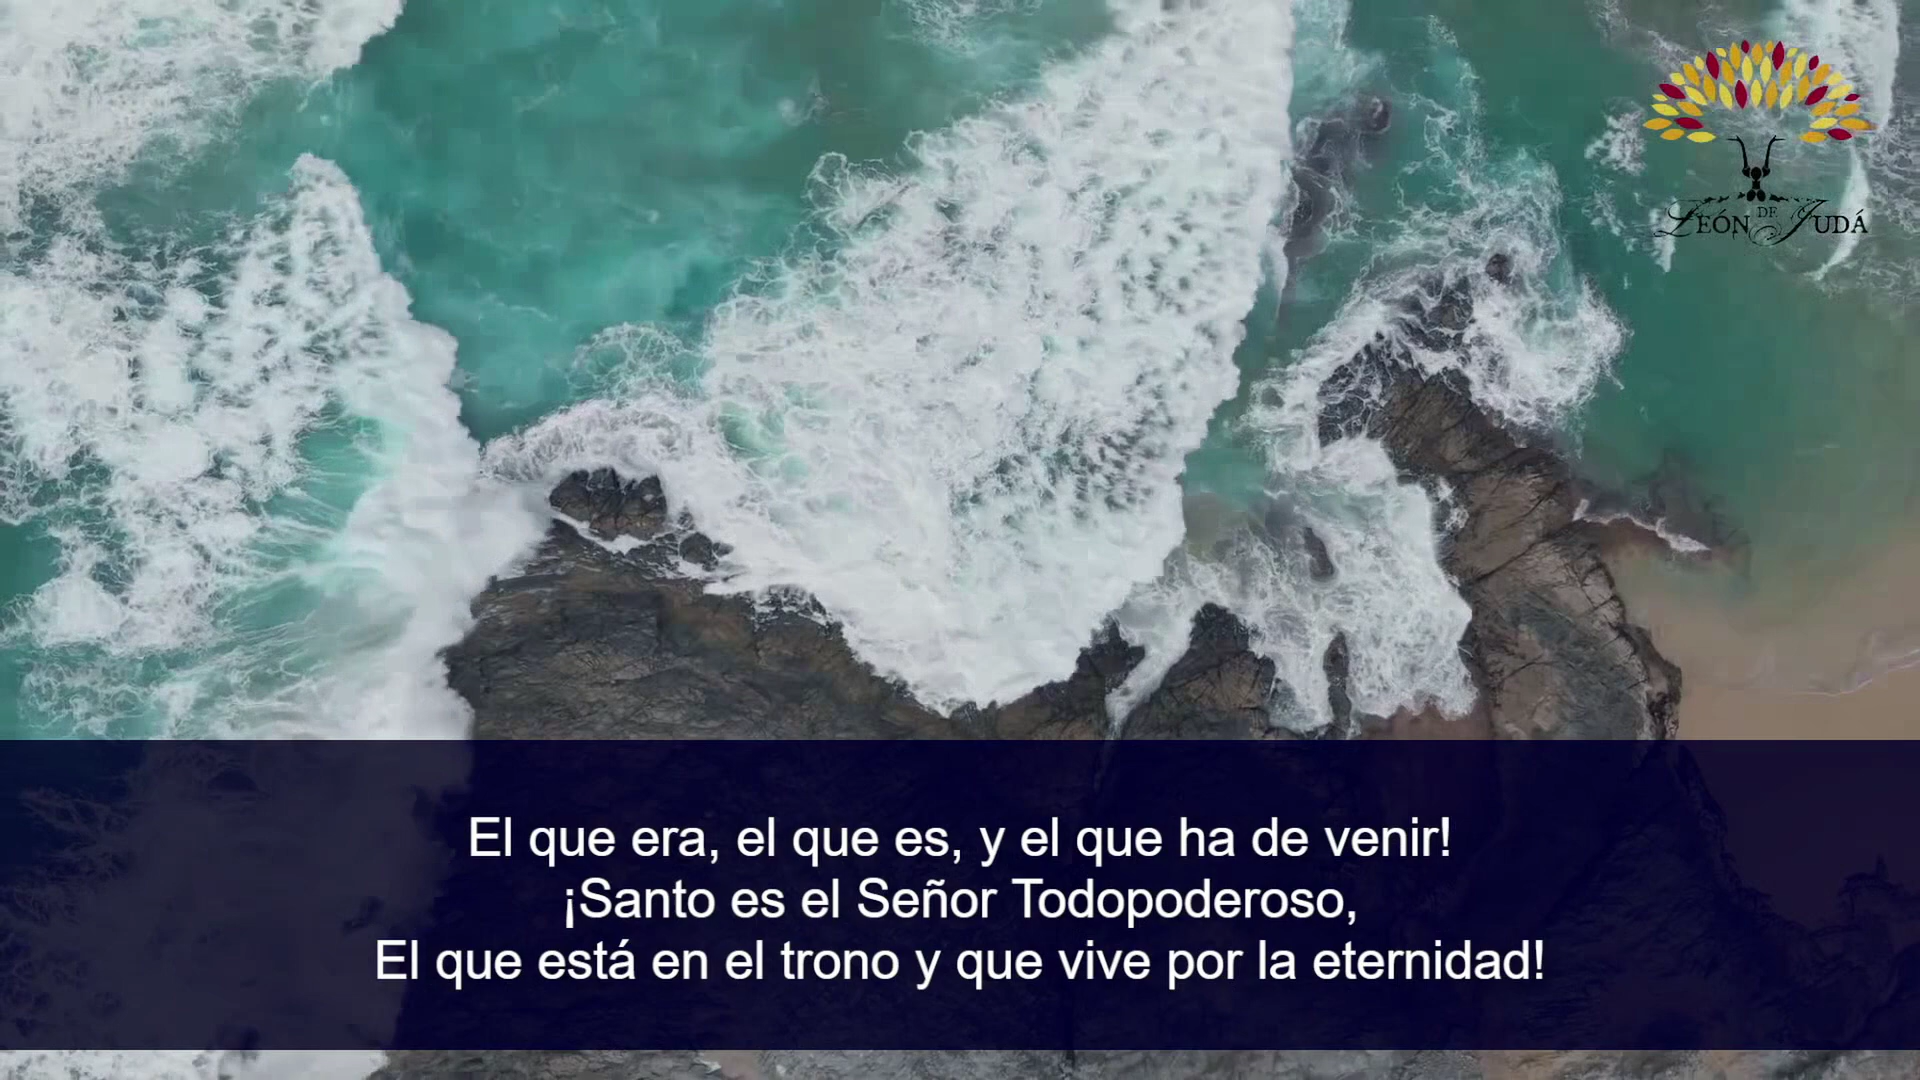 LEÓN DE JUDÁ
El que era, el que es, y el que ha de venir!
¡Santo es el Señor Todopoderoso,
El que está en el trono y que vive por la eternidad!